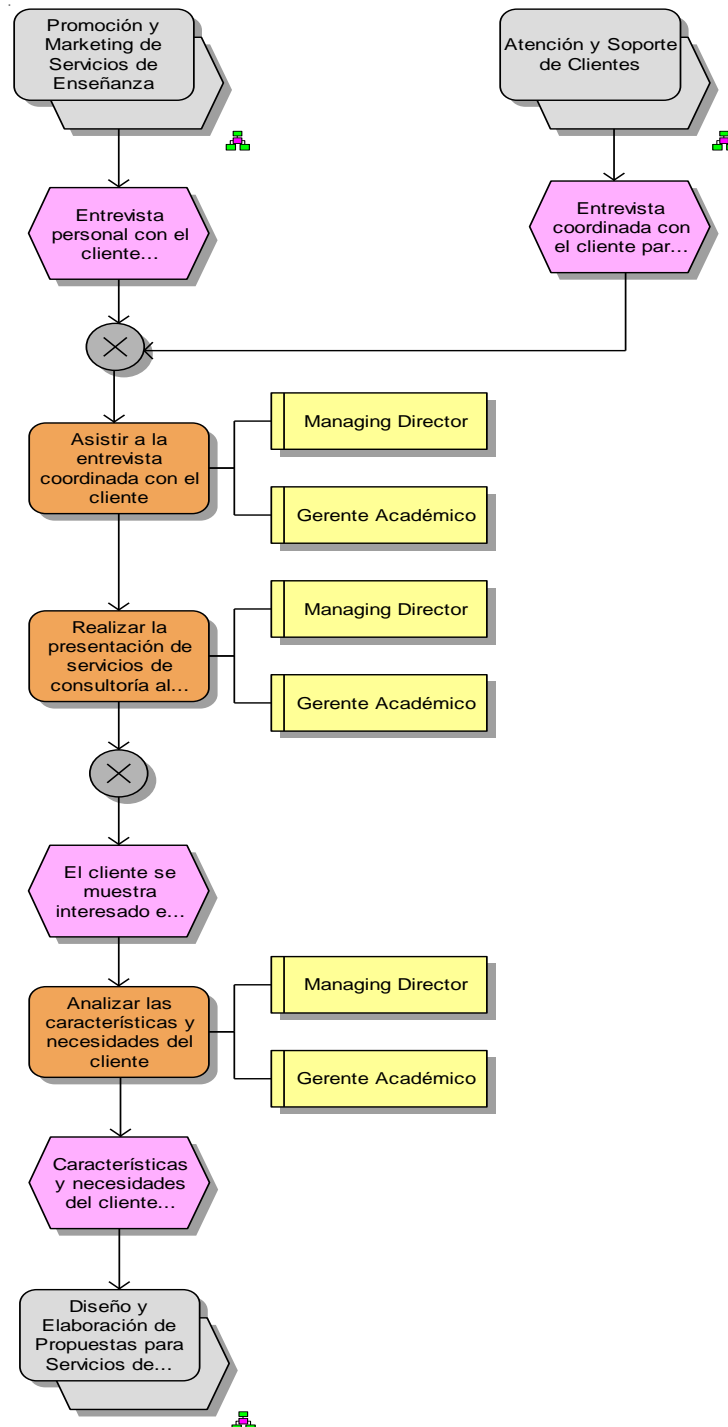 Promoción y
Marketing de
Servicios de
Enseñanza
Atención y Soporte
de Clientes
Entrevista
personal con el
cliente...
Entrevista
coordinada con
el cliente par...
Asistir a la
entrevista
coordinada con el
cliente
Managing Director
Gerente Académico
Realizar la
presentación de
servicios de
consultoría al...
Managing Director
Gerente Académico
El cliente se
muestra
interesado e...
Analizar las
características y
necesidades del
cliente
Managing Director
Gerente Académico
Características
y necesidades
del cliente...
Diseño y
Elaboración de
Propuestas para
Servicios de...